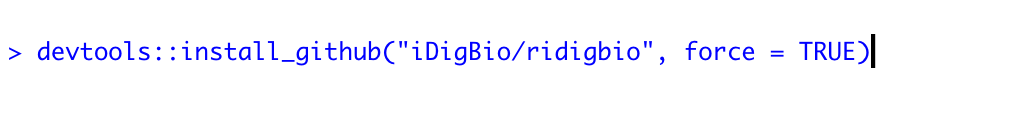 > devtools::install_github("iDigBio/ridigbio", force = TRUE)